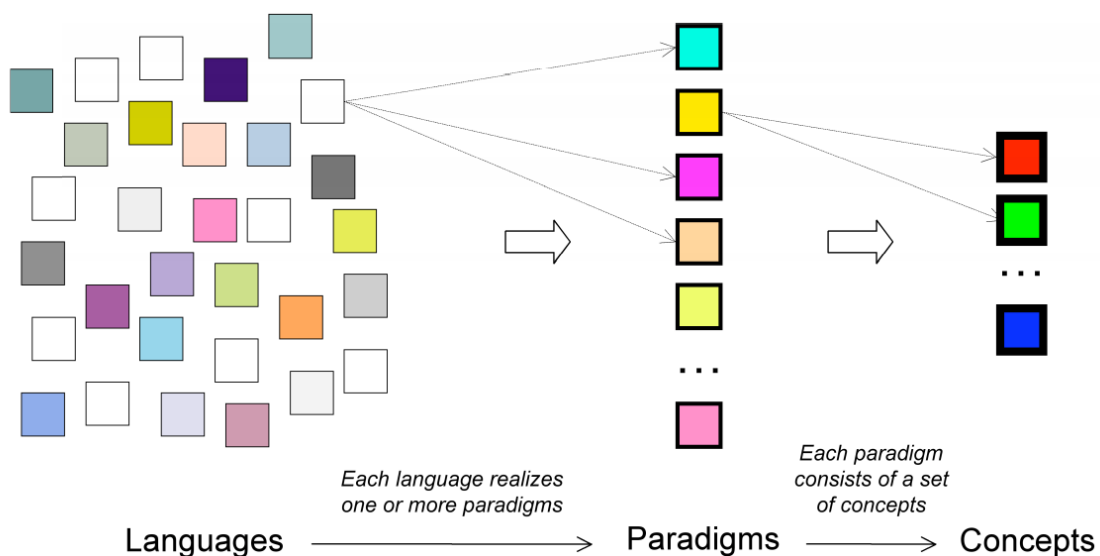 ...
...
Each language realizes
one or more paradigms
Each paradigm
consists of a set
of concepts
Languages
Paradigms
Concepts